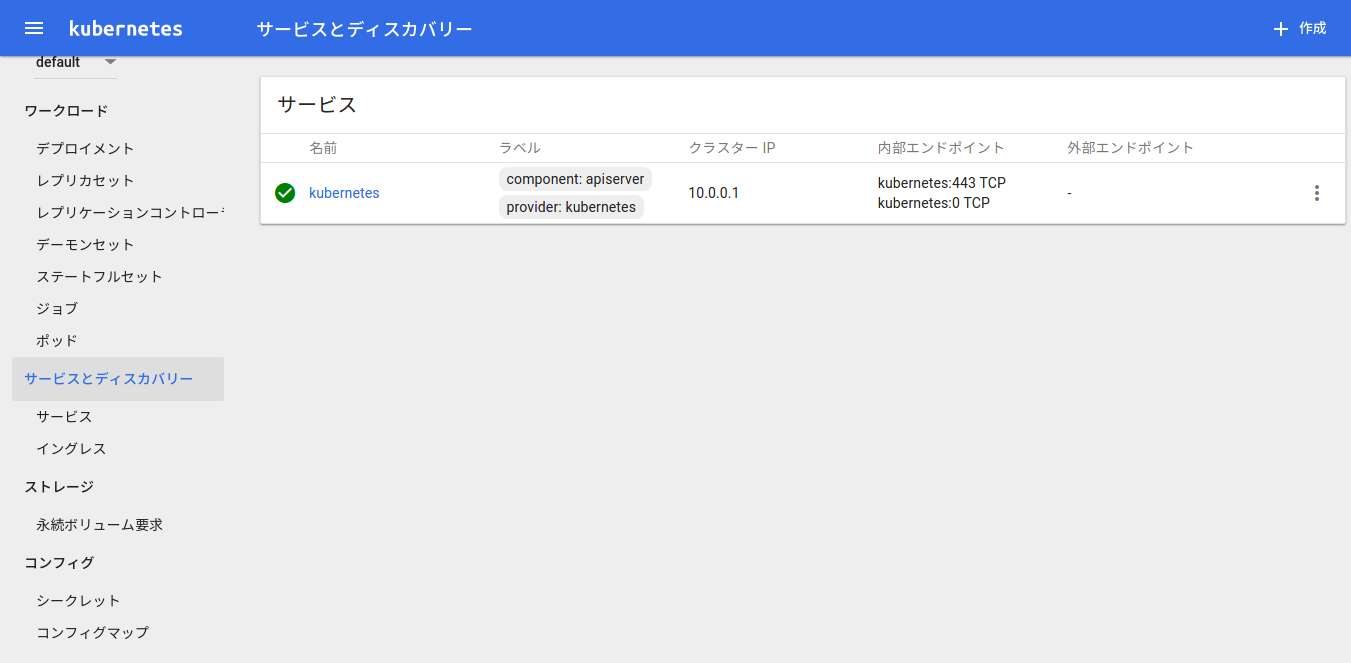 kubernetes
サービスとディスカバリー
作成
default
ワークロード
デプロイメント
レプリカセット
レプリケーションコントロー
デーモンセット
ステートフルセット
ジョブ
ポッド
サービスとディスカバリー
サービス
イングレス
ストレージ
永続ボリューム要求
コンフィグ
シークレット
コンフィグマップ
サービス
名前 ラベル クラスター IP 内部エンドポイント 外部エンドポイント
kubernetes
component: apiserver
provider: kubernetes
10.0.0.1
kubernetes:443 TCP
kubernetes:0 TCP
-